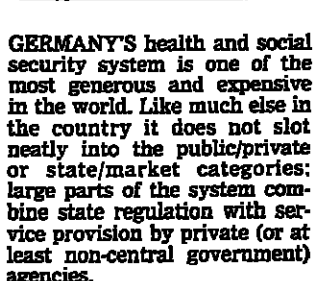 GERMANY'S health and social
security system is one of the
most generous and expensive
in the world. Like much else in
the country it does not slot
neatly into the public/private
or state/market categories;
large parts of the system com-
bine state regulation with ser-
vice provision by private (or at
least non-central government)
agencies.